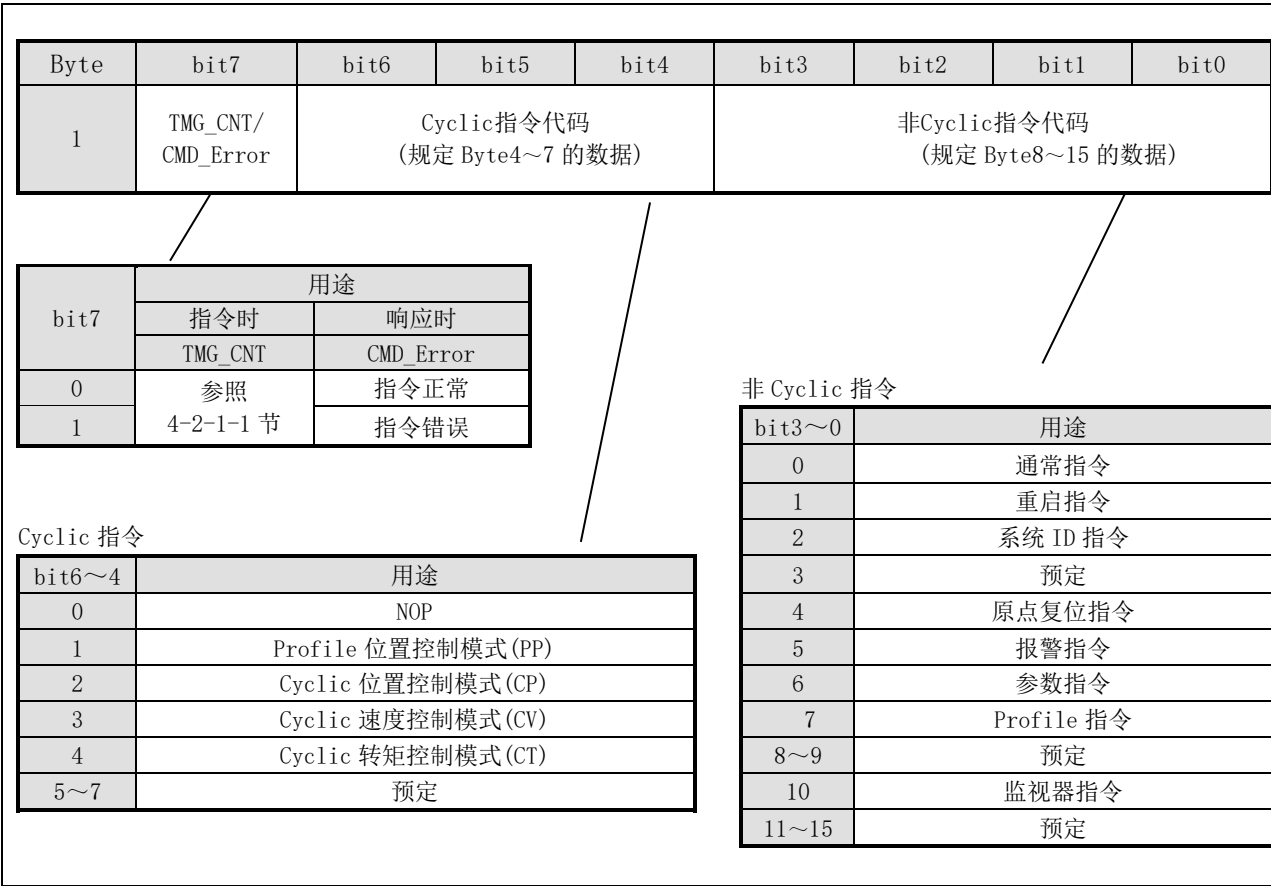 Byte bit7 bit6 bit5 bit4 bit3 bit2 bit1 bit0
1 TMG_CNT/ CMD_Error Cyclic指令代码 (规定 Byte4～7 的数据) 非Cyclic指令代码 (规定 Byte8～15 的数据)
bit7 用途
指令时 响应时
TMG_CNT CMD_Error
0 参照 指令正常
1 4-2-1-1 节 指令错误
Cyclic 指令
bit6～4 用途
0 NOP
1 Profile 位置控制模式(PP)
2 Cyclic 位置控制模式(CP)
3 Cyclic 速度控制模式(CV)
4 Cyclic 转矩控制模式(CT)
5～7 预定
非 Cyclic 指令
bit3～0 用途
0 通常指令
1 重启指令
2 系统 ID 指令
3 预定
4 原点复位指令
5 报警指令
6 参数指令
7 Profile 指令
8～9 预定
10 监视器指令
11～15 预定